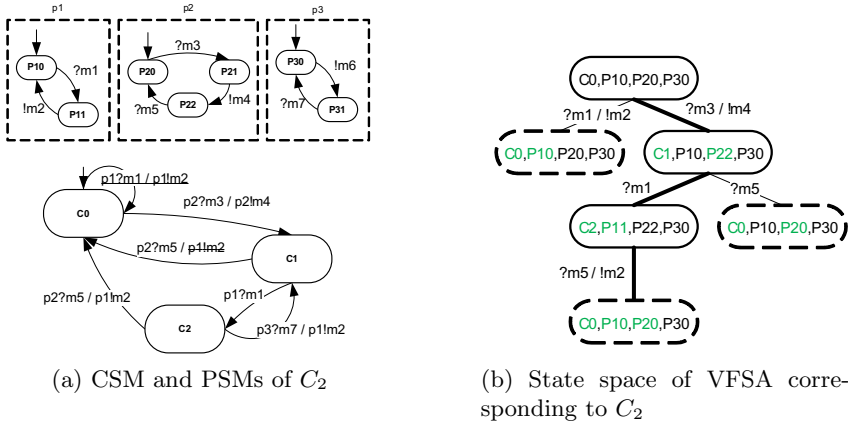 p1
p2
p3
P10
?m1
!m2
P11
?m3
P20
P21
?m5
P22
!m4
P30
!m6
?m7
P31
p1?m1 / p1!m2
C0
p2?m3 / p2!m4
p2?m5 / p1!m2
C1
p2?m5 / p1!m2
p1?m1
C2
p3?m7 / p1!m2
(a) CSM and PSMs of C2
C0,P10,P20,P30
?m1 / !m2
?m3 / !m4
C0,P10,P20,P30
C1,P10,P22,P30
?m1
?m5
C2,P11,P22,P30
C0,P10,P20,P30
?m5 / !m2
C0,P10,P20,P30
(b) State space of VFSA corre-
sponding to C2